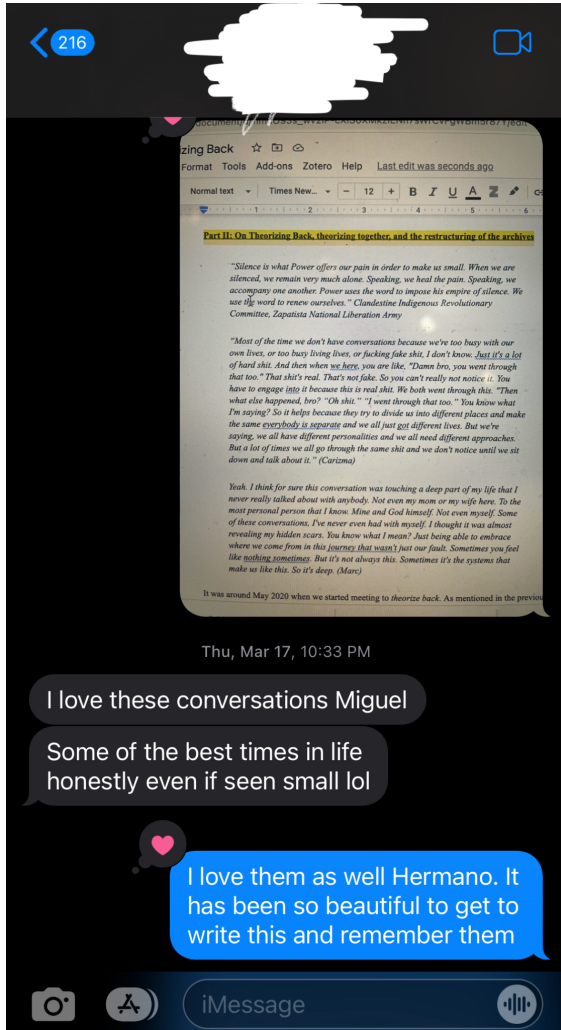 216
zing Back
Format Tools Add-ons Zotero Help Last edit was seconds ago
Normal text Times New... - 12 + B I U A
1 2 3 4 5 6
Part II: On Theorizing Back, theorizing together, and the restructuring of the archives
"Silence is what Power offers our pain in order to make us small. When we are
silenced, we remain very much alone. Speaking, we heal the pain. Speaking, we
accompany one another. Power uses the word to impose his empire of silence. We
use the word to renew ourselves." Clandestine Indigenous Revolutionary
Committee, Zapatista National Liberation Army
"Most of the time we don't have conversations because we're too busy with our
own lives, or too busy living lives, or fucking fake shit, I don't know. Just it's a lot
of hard shit. And then when we here, you are like, "Damn bro, you went through
that too." That shit's real. That's not fake. So you can't really not notice it. You
have to engage into it because this is real shit. We both went through this. "Then
what else happened, bro? "Oh shit." "I went through that too." You know what
I'm saying? So it helps because they try to divide us into different places and make
the same everybody is separate and we all just got different lives. But we're
saying, we all have different personalities and we all need different approaches.
But a lot of times we all go through the same shit and we don't notice until we sit
down and talk about it." (Carizma)
Yeah. I think for sure this conversation was touching a deep part of my life that I
never really talked about with anybody. Not even my mom or my wife here. To the
most personal person that I know. Mine and God himself. Not even myself. Some
of these conversations, I've never even had with myself. I thought it was almost
revealing my hidden scars. You know what I mean? Just being able to embrace
where we come from in this journey that wasn't just our fault. Sometimes you feel
like nothing sometimes. But it's not always this. Sometimes it's the systems that
make us like this. So it's deep. (Marc)
It was around May 2020 when we started meeting to theorize back. As mentioned in the previou
Thu, Mar 17, 10:33 PM
I love these conversations Miguel
Some of the best times in life
honestly even if seen small lol
I love them as well Hermano. It
has been so beautiful to get to
write this and remember them
iMessage